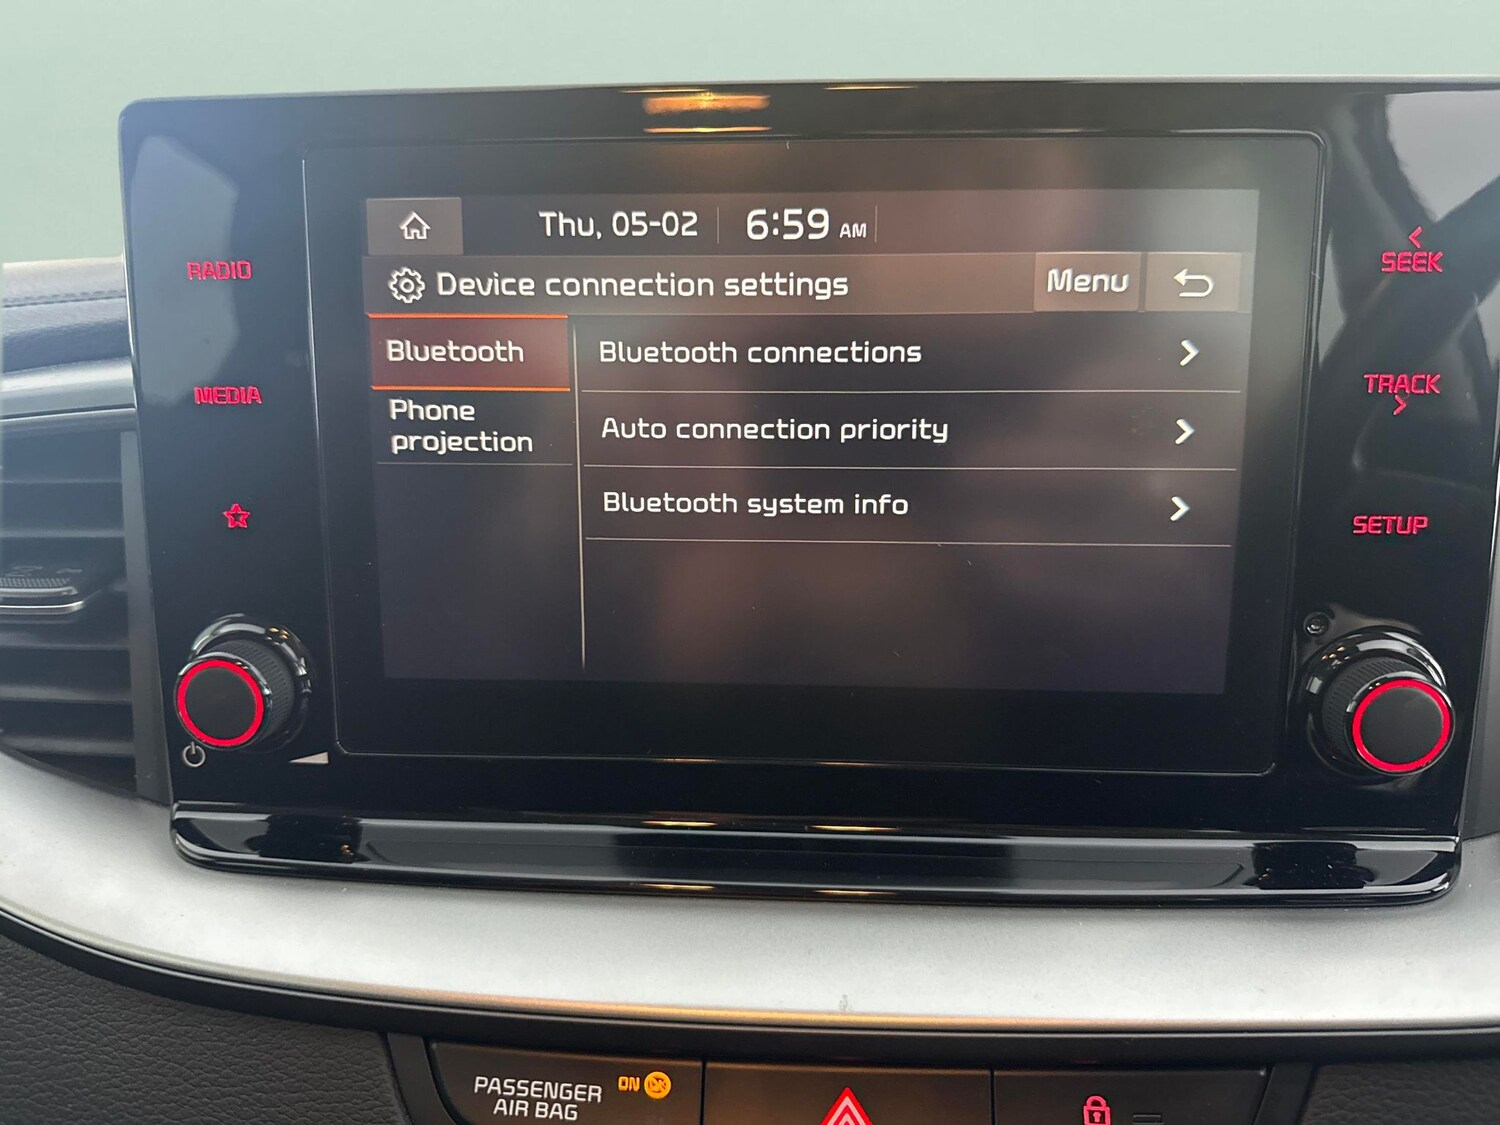 Thu, 05-02 6:59 AM
Device connection settings Menu
Bluetooth
Phone
projection
Bluetooth connections
Auto connection priority
Bluetooth system info
RADIO
MEDIA
SEEK
TRACK
SETUP
PASSENGER
AIR BAG
ON